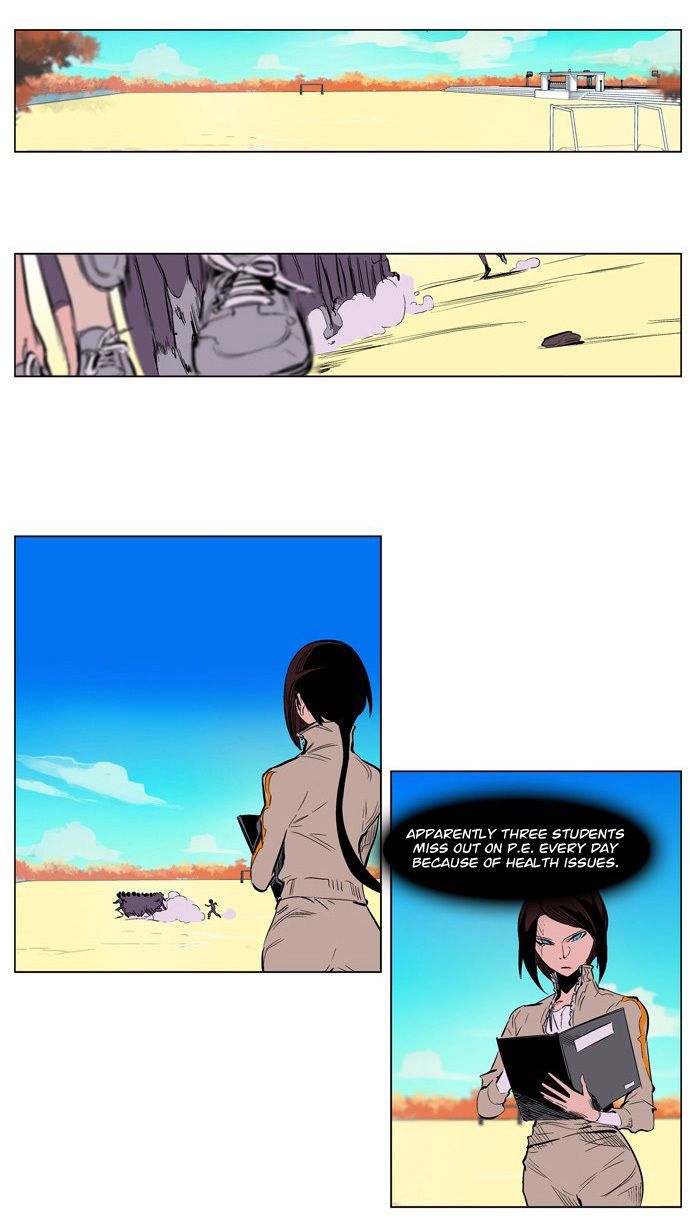 APPARENTLY THREE STUDENTS
MISS OUT ON P.E. EVERY DAY
BECAUSE OF HEALTH ISSUES.